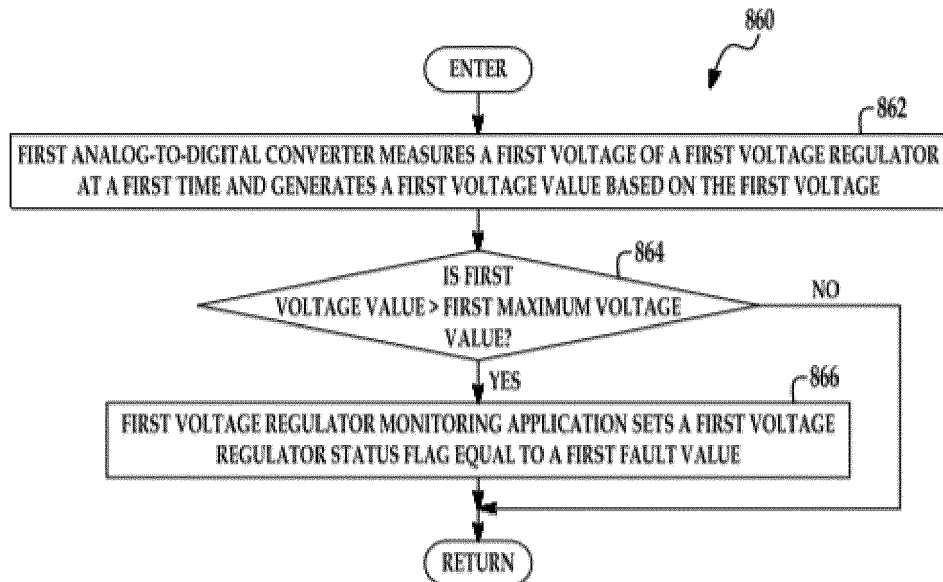 860
ENTER
862
FIRST ANALOG-TO-DIGITAL CONVERTER MEASURES A FIRST VOLTAGE OF A FIRST VOLTAGE REGULATOR
AT A FIRST TIME AND GENERATES A FIRST VOLTAGE VALUE BASED ON THE FIRST VOLTAGE
864
IS FIRST
VOLTAGE VALUE > FIRST MAXIMUM VOLTAGE
VALUE?
NO
YES
866
FIRST VOLTAGE REGULATOR MONITORING APPLICATION SETS A FIRST VOLTAGE
REGULATOR STATUS FLAG EQUAL TO A FIRST FAULT VALUE
RETURN